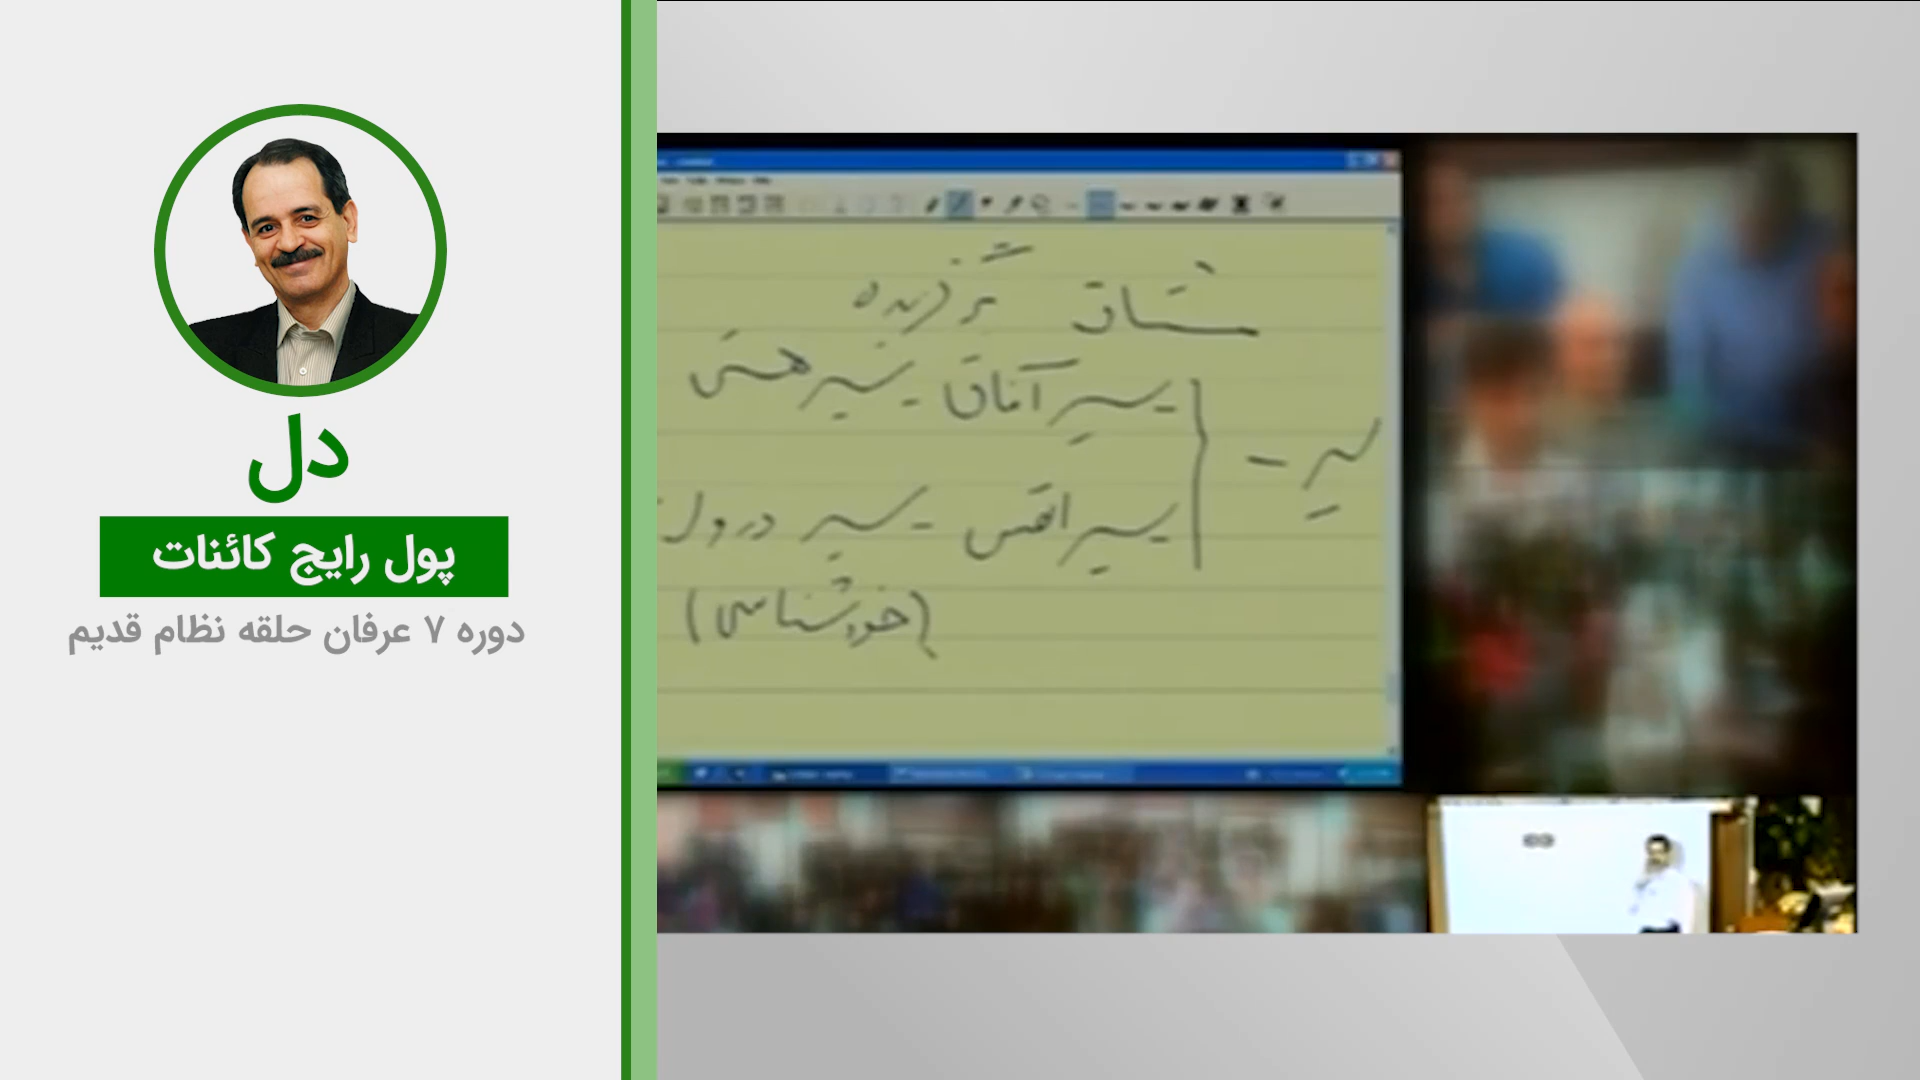 دل
پول رایج کائنات
دوره ۷ عرفان حلقه نظام قدیم
مشتاق برگزیده
سیر - سیر آفاق - سیر هستی
سیر انفس - سیر درون
(خودشناسی)